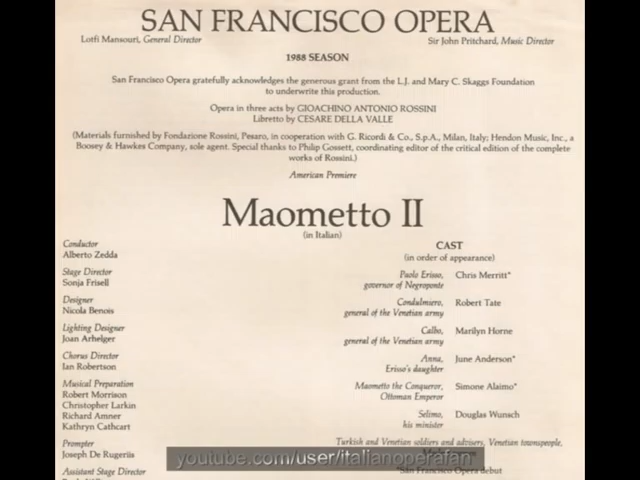 SAN FRANCISCO OPERA
Lotfi Mansouri, General Director
Sir John Pritchard, Music Director
1988 SEASON
San Francisco Opera gratefully acknowledges the generous grant from the L.J. and Mary C. Skaggs Foundation
to underwrite this production.
Opera in three acts by GIOACHINO ANTONIO ROSSINI
Libretto by CESARE DELLA VALLE
(Materials furnished by Fondazione Rossini, Pesaro, in cooperation with G. Ricordi & Co., S.p.A., Milan, Italy; Hendon Music, Inc., a
Boosey & Hawkes Company, sole agent. Special thanks to Philip Gossett, coordinating editor of the critical edition of the complete
works of Rossini.)
American Premiere
Maometto II
(in Italian)
Conductor
Alberto Zedda
Stage Director
Sonja Frisell
Designer
Nicola Benois
Lighting Designer
Joan Arhelger
Chorus Director
Ian Robertson
Musical Preparation
Robert Morrison
Christopher Larkin
Richard Amner
Kathryn Cathcart
Prompter
Joseph De Rugeriis
Assistant Stage Director
CAST
(in order of appearance)
Paolo Erisso, Chris Merritt*
governor of Negroponte
Condulmiero, Robert Tate
general of the Venetian army
Calbo, Marilyn Horne
general of the Venetian army
Anna, June Anderson*
Erisso's daughter
Maometto the Conqueror, Simone Alaimo*
Ottoman Emperor
Selimo, Douglas Wunsch
his minister
Turkish and Venetian soldiers and advisers, Venetian townspeople,
youtube.com/user/italianoperafan
*San Francisco Opera debut